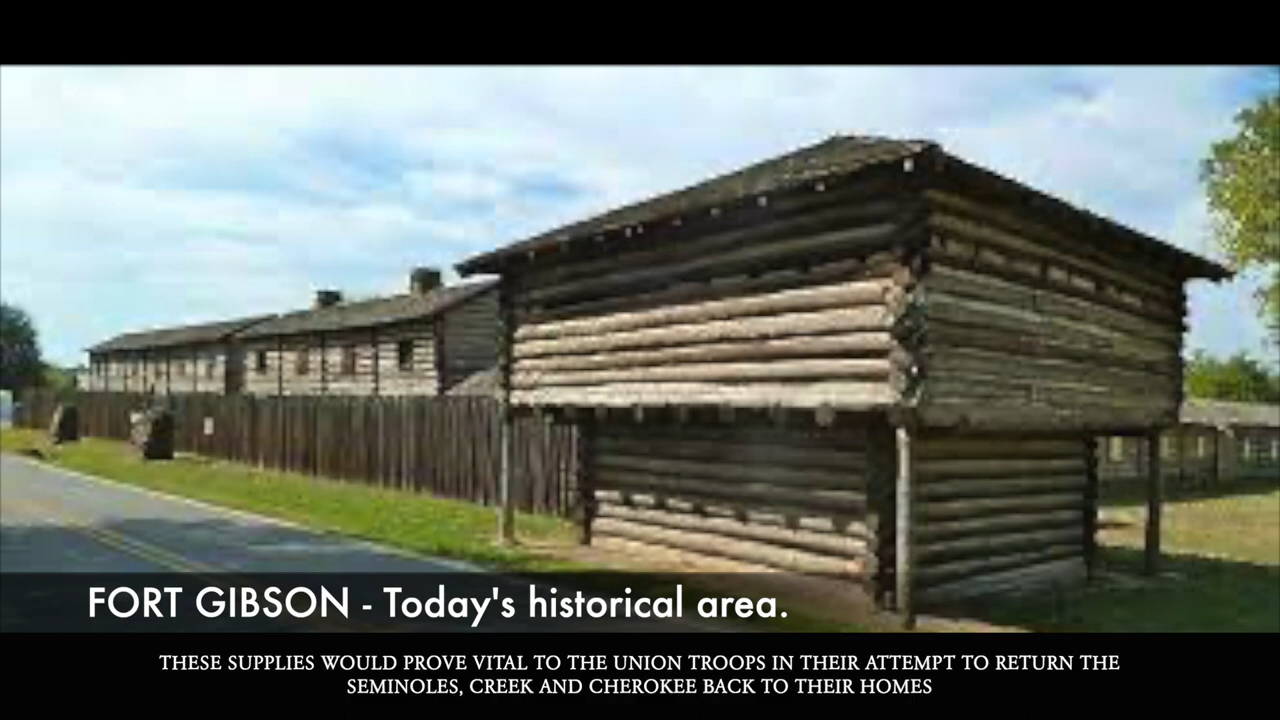 FORT GIBSON - Today's historical area.
THESE SUPPLIES WOULD PROVE VITAL TO THE UNION TROOPS IN THEIR ATTEMPT TO RETURN THE
SEMINOLES, CREEK AND CHEROKEE BACK TO THEIR HOMES